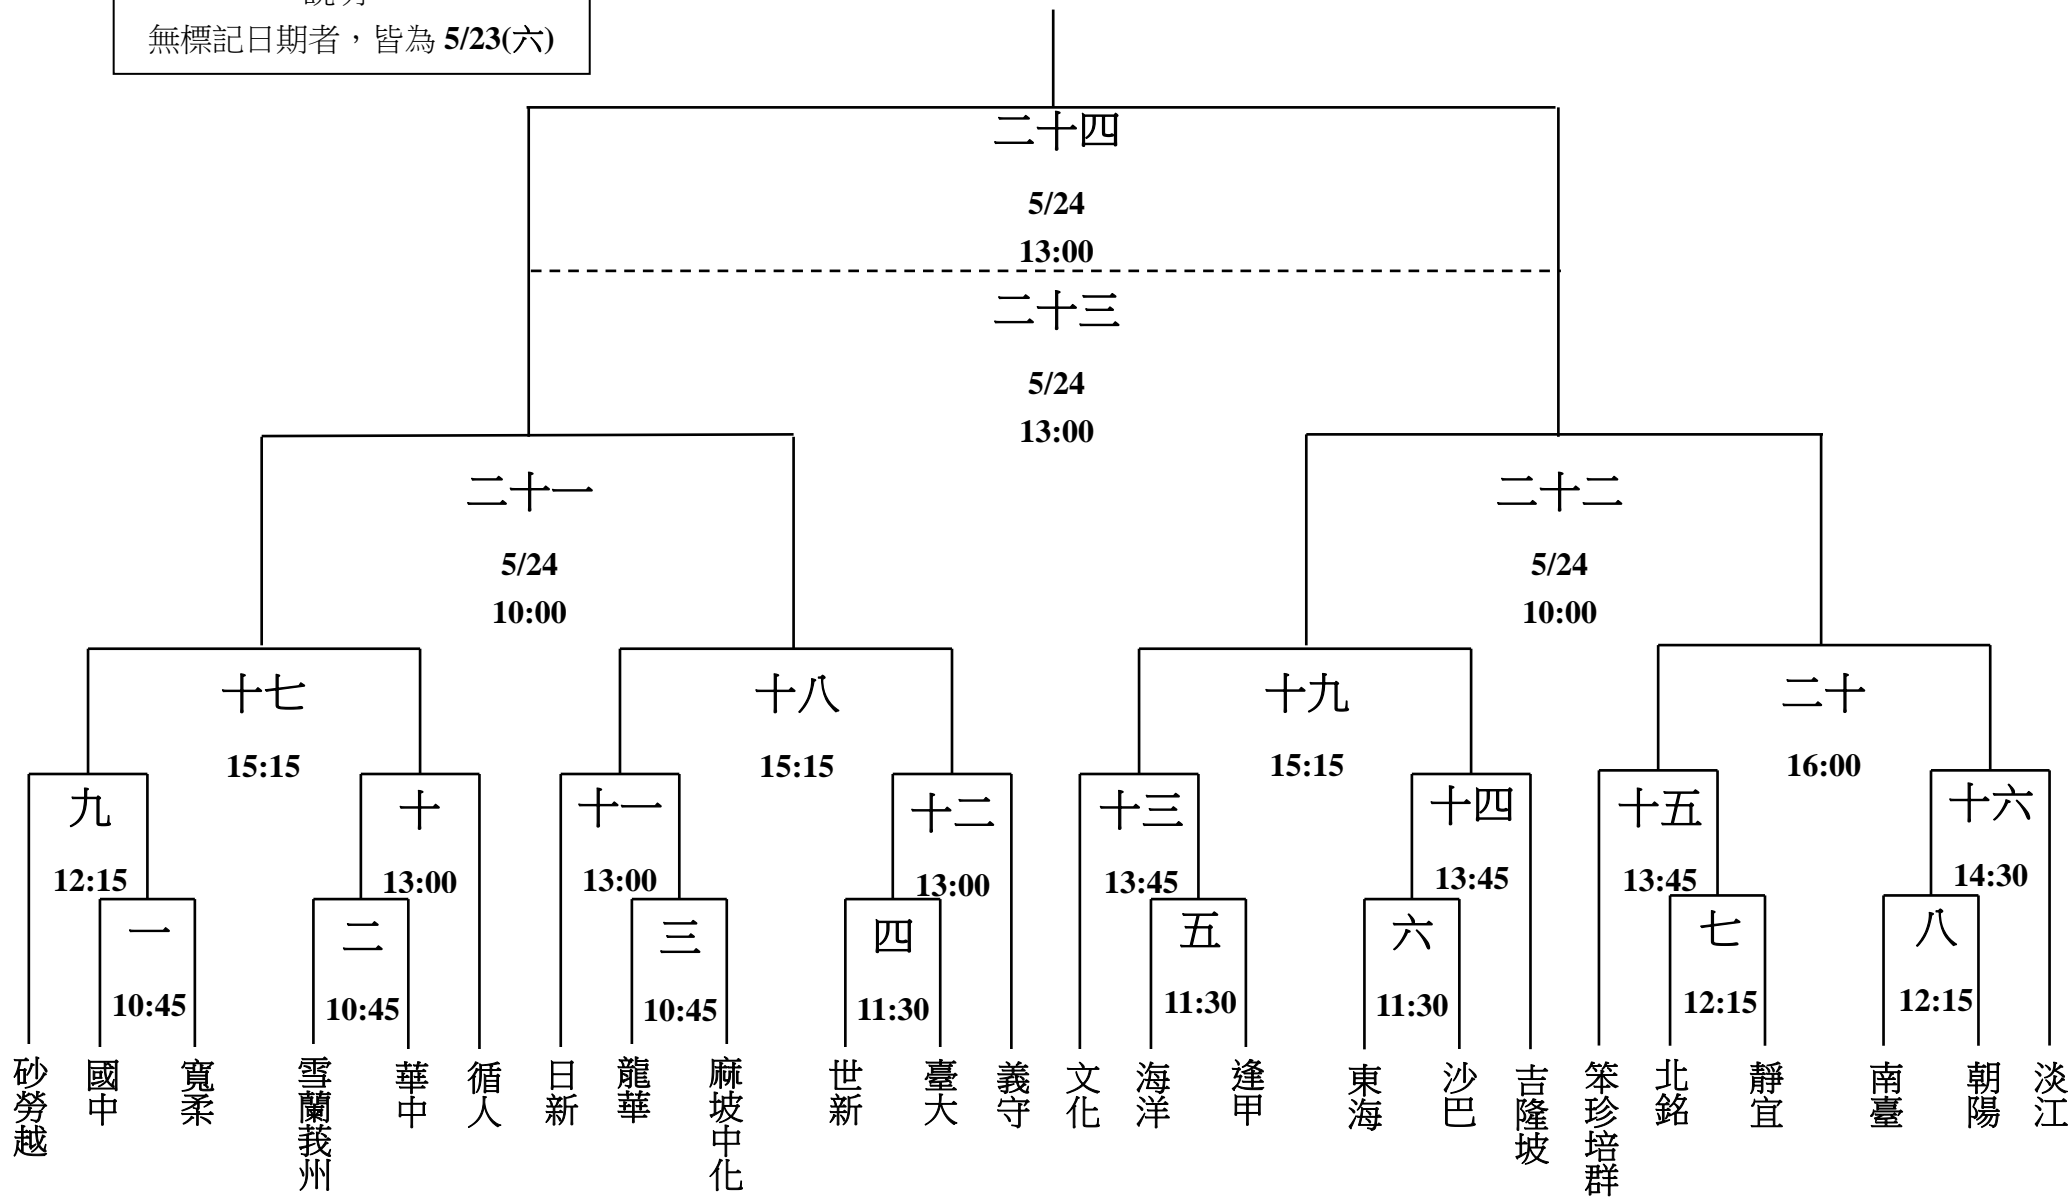 無標記日期者，皆為 5/23(六)
二十四
5/24
13:00
二十三
5/24
13:00
二十一
5/24
10:00
二十二
5/24
10:00
十七
15:15
十八
15:15
十九
15:15
二十
16:00
九
12:15
十
13:00
十一
13:00
十二
13:00
十三
13:45
十四
13:45
十五
13:45
十六
14:30
一
10:45
二
10:45
三
10:45
四
11:30
五
11:30
六
11:30
七
12:15
八
12:15
砂勞越
國中
寬柔
雪蘭莪州
華中
循人
日新
龍華
麻坡中化
世新
臺大
義守
文化
海洋
逢甲
東海
沙巴
吉隆坡
笨珍培群
北銘
靜宜
南臺
朝陽
淡江